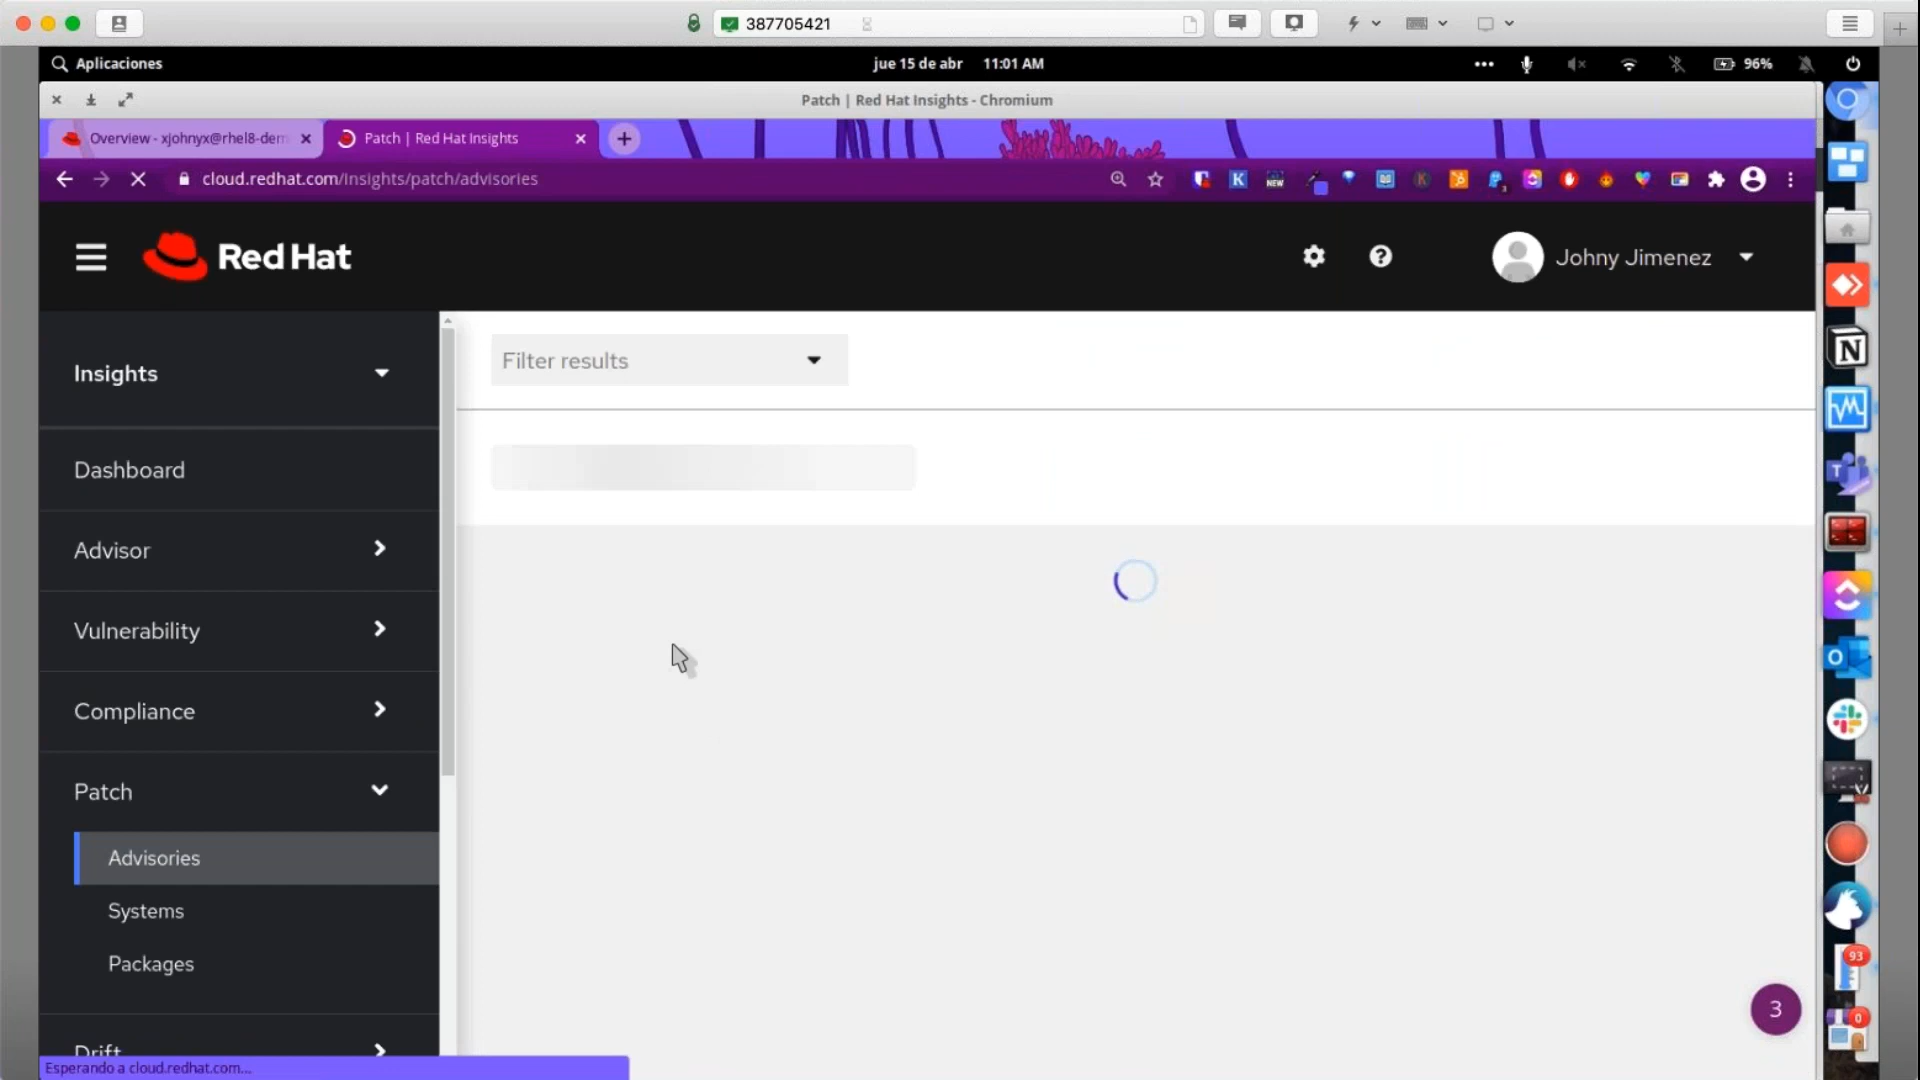 387705421
Aplicaciones
jue 15 de abr 11:01 AM
96%
Patch | Red Hat Insights - Chromium
Overview - xjohnyx@rhel8-dem
Patch | Red Hat Insights
cloud.redhat.com/insights/patch/advisories
K
NEW
K
3
Red Hat
Johny Jimenez
Insights
Filter results
Dashboard
Advisor
Vulnerability
Compliance
Patch
Advisories
Systems
Packages
Drift
3
93
0
Esperando a cloud.redhat.com...